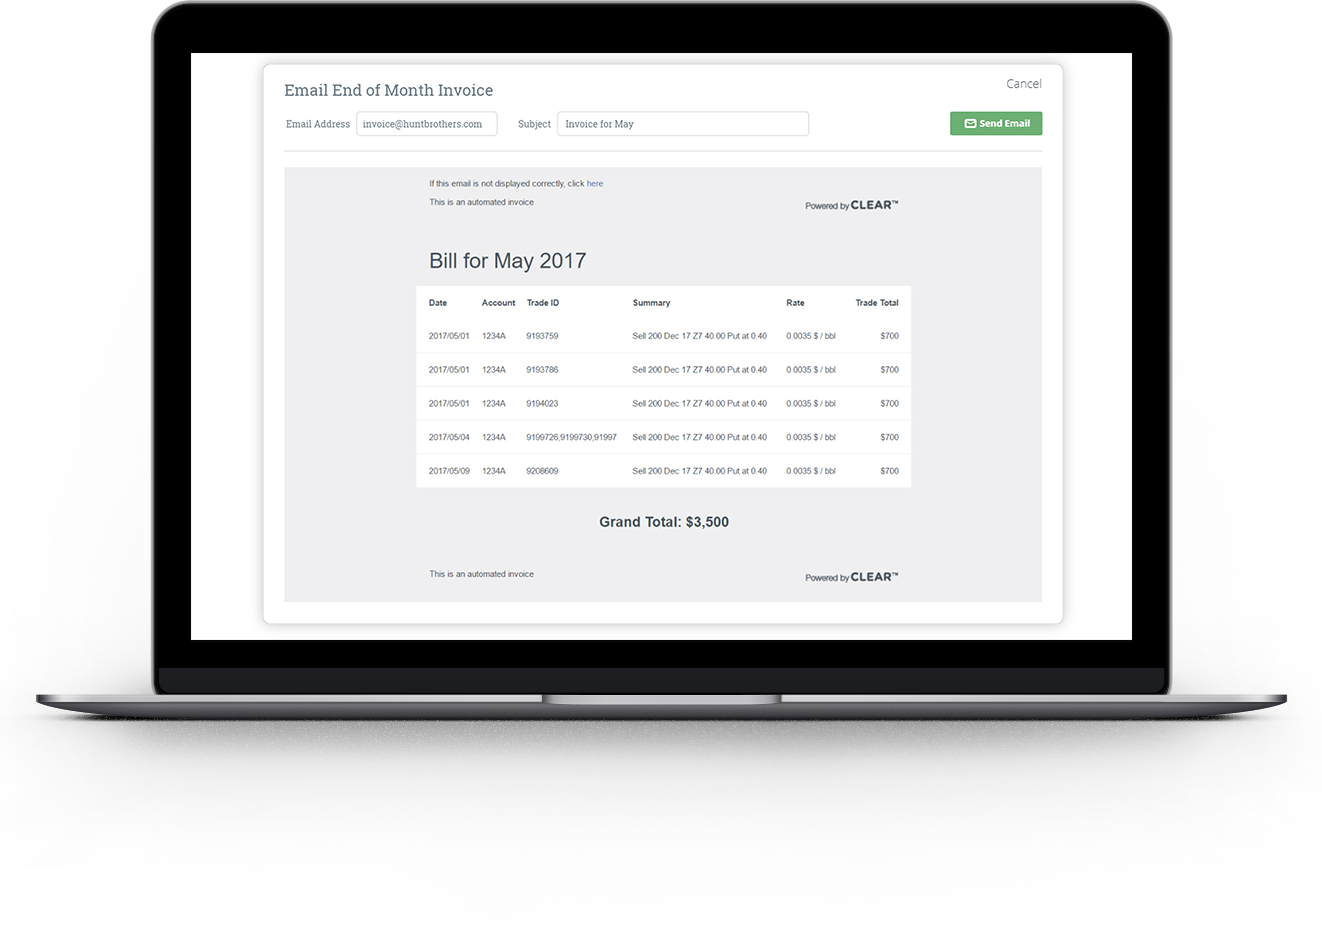 Email End of Month Invoice
Cancel
Email Address invoice@huntbrothers.com Subject Invoice for May Send Email
If this email is not displayed correctly, click here
This is an automated invoice
Powered by CLEAR™
Bill for May 2017
Date Account Trade ID Summary Rate Trade Total
2017/05/01 1234A 9193759 Sell 200 Dec 17 Z7 40.00 Put at 0.40 0.0035 $ / bbl $700
2017/05/01 1234A 9193786 Sell 200 Dec 17 Z7 40.00 Put at 0.40 0.0035 $ / bbl $700
2017/05/01 1234A 9194023 Sell 200 Dec 17 Z7 40.00 Put at 0.40 0.0035 $ / bbl $700
2017/05/04 1234A 9199726,9199730,91997 Sell 200 Dec 17 Z7 40.00 Put at 0.40 0.0035 $ / bbl $700
2017/05/09 1234A 9208609 Sell 200 Dec 17 Z7 40.00 Put at 0.40 0.0035 $ / bbl $700
Grand Total: $3,500
This is an automated invoice
Powered by CLEAR™